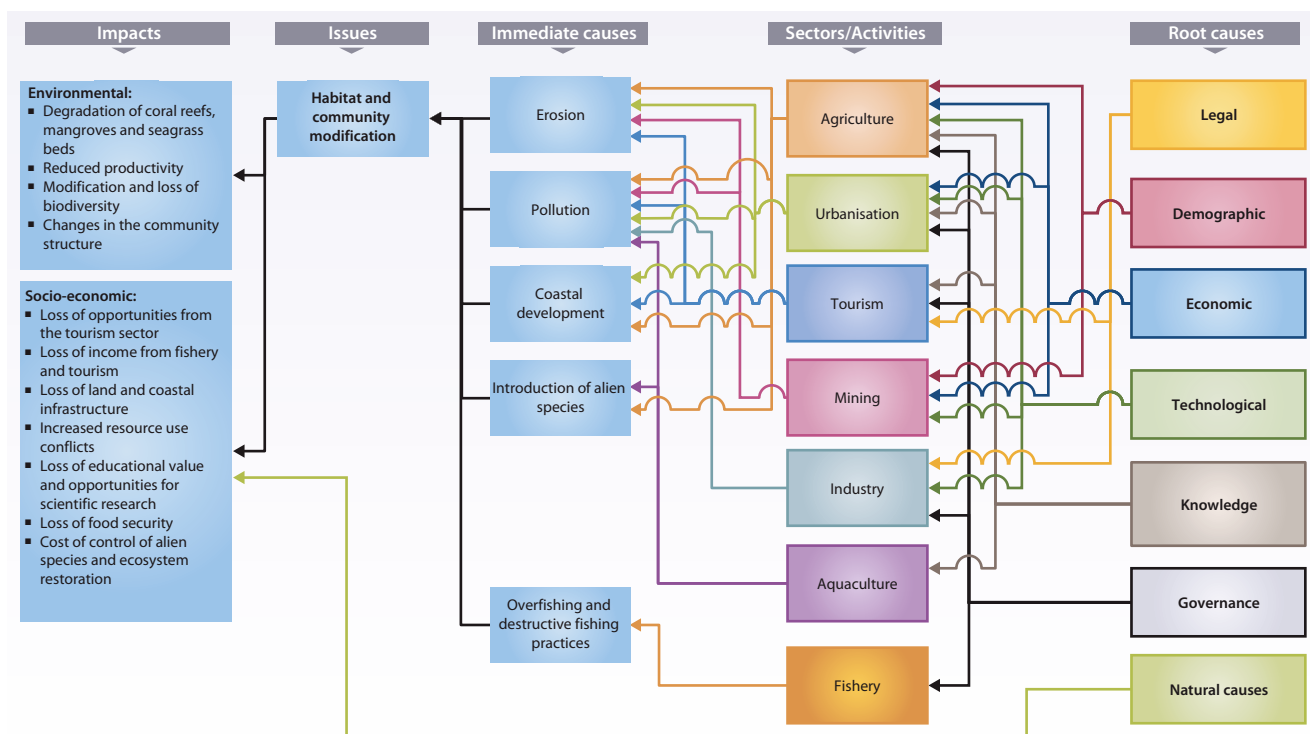 Impacts
Issues
Immediate causes
Sectors/Activities
Root causes
Environmental:
▪ Degradation of coral reefs,
mangroves and seagrass
beds
▪ Reduced productivity
▪ Modification and loss of
biodiversity
▪ Changes in the community
structure
Socio-economic:
▪ Loss of opportunities from
the tourism sector
▪ Loss of income from fishery
and tourism
▪ Loss of land and coastal
infrastructure
▪ Increased resource use
conflicts
▪ Loss of educational value
and opportunities for
scientific research
▪ Loss of food security
▪ Cost of control of alien
species and ecosystem
restoration
Habitat and
community
modification
Erosion
Pollution
Coastal
development
Introduction of alien
species
Overfishing and
destructive fishing
practices
Agriculture
Urbanisation
Tourism
Mining
Industry
Aquaculture
Fishery
Legal
Demographic
Economic
Technological
Knowledge
Governance
Natural causes